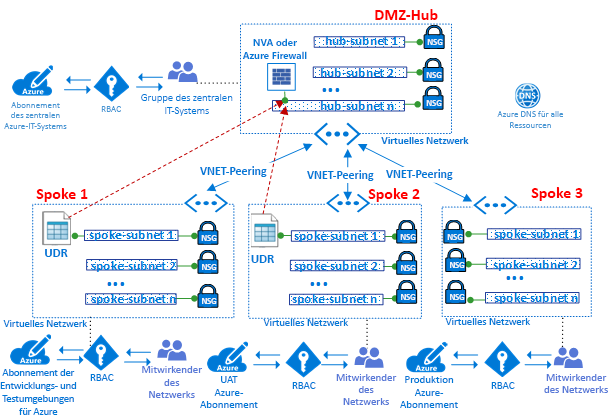 DMZ-Hub
NVA oder
Azure Firewall
hub-subnet 1
NSG
hub-subnet 2
NSG
hub-subnet n
NSG
Virtuelles Netzwerk
Azure
Abonnement
des zentralen
Azure-IT-Systems
RBAC
Gruppe des zentralen
IT-Systems
DNS
Azure DNS für alle
Ressourcen
VNET-Peering
VNET-Peering
VNET-Peering
Spoke 1
UDR
spoke-subnet 1
NSG
spoke-subnet 2
NSG
spoke-subnet n
NSG
Virtuelles Netzwerk
Spoke 2
UDR
spoke-subnet 1
NSG
spoke-subnet 2
NSG
spoke-subnet n
NSG
Virtuelles Netzwerk
Spoke 3
NSG
spoke-subnet 1
NSG
spoke-subnet 2
NSG
spoke-subnet n
Virtuelles Netzwerk
Azure
Abonnement der
Entwicklungs- und
Testumgebungen
für Azure
RBAC
Mitwirkender
des
Netzwerks
Azure
UAT
Azure-
Abonnement
RBAC
Mitwirkender
des Netzwerks
Azure
Produktion
Azure-
Abonnement
RBAC
Mitwirkender
des Netzwerks